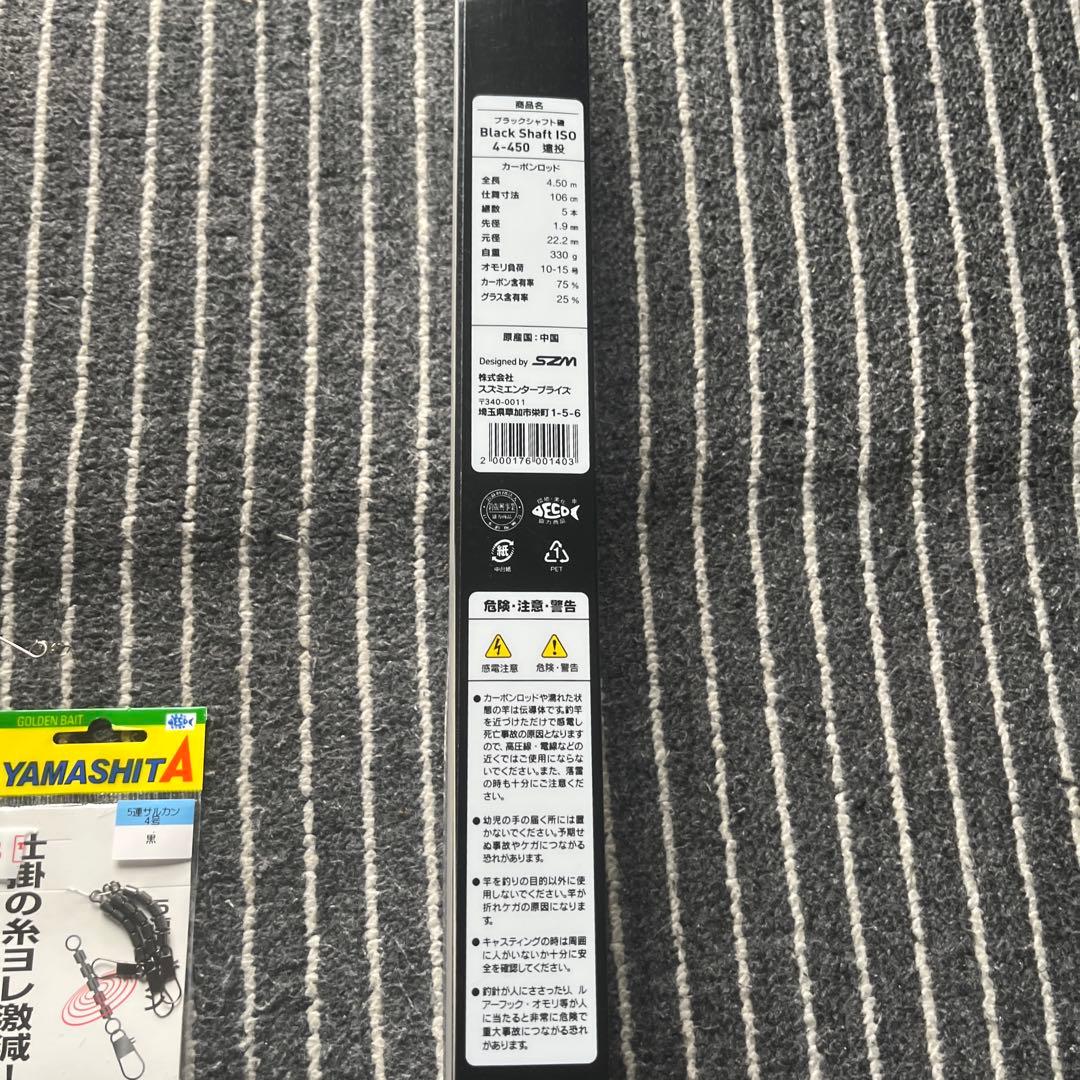 商品名
ブラックシャフト磯
Black Shaft ISO
4-450 遠投
カーボンロッド
全長 4.50 m
仕舞寸法 106 cm
継数 5 本
先径 1.9 mm
元径 22.2 mm
自重 330 g
オモリ負荷 10-15 号
カーボン含有率 75 %
グラス含有率 25 %
原産国：中国
Designed by SZM
株式会社
スズミエンタープライズ
〒340-0011
埼玉県草加市栄町1-5-6
2 000176 001403
ECO
協力商品
紙
中台紙
1
PET
危険・注意・警告
感電注意 危険・警告
●カーボンロッドや濡れた状
態の竿は伝導体です。釣竿
を近づけただけで感電し
死亡事故の原因となります
ので、高圧線・電線などの
近くではご使用にならな
いでください。また、落雷
の時も十分にご注意くだ
さい。
●幼児の手の届く所には置
かないでください。予期せ
ぬ事故やケガにつながる
恐れがあります。
●竿を釣りの目的以外に使
用しないでください。竿が
折れケガの原因になりま
す。
●キャスティングの時は周囲
に人がいないか十分に安
全を確認してください。
●釣針が人にささったり、ル
アーフック・オモリ等が人
に当たると非常に危険で
重大事故につながる恐れ
があります。
GOLDEN BAIT
YAMASHITA
5連サルカン
4号
黒
仕掛の糸ヨレ激減